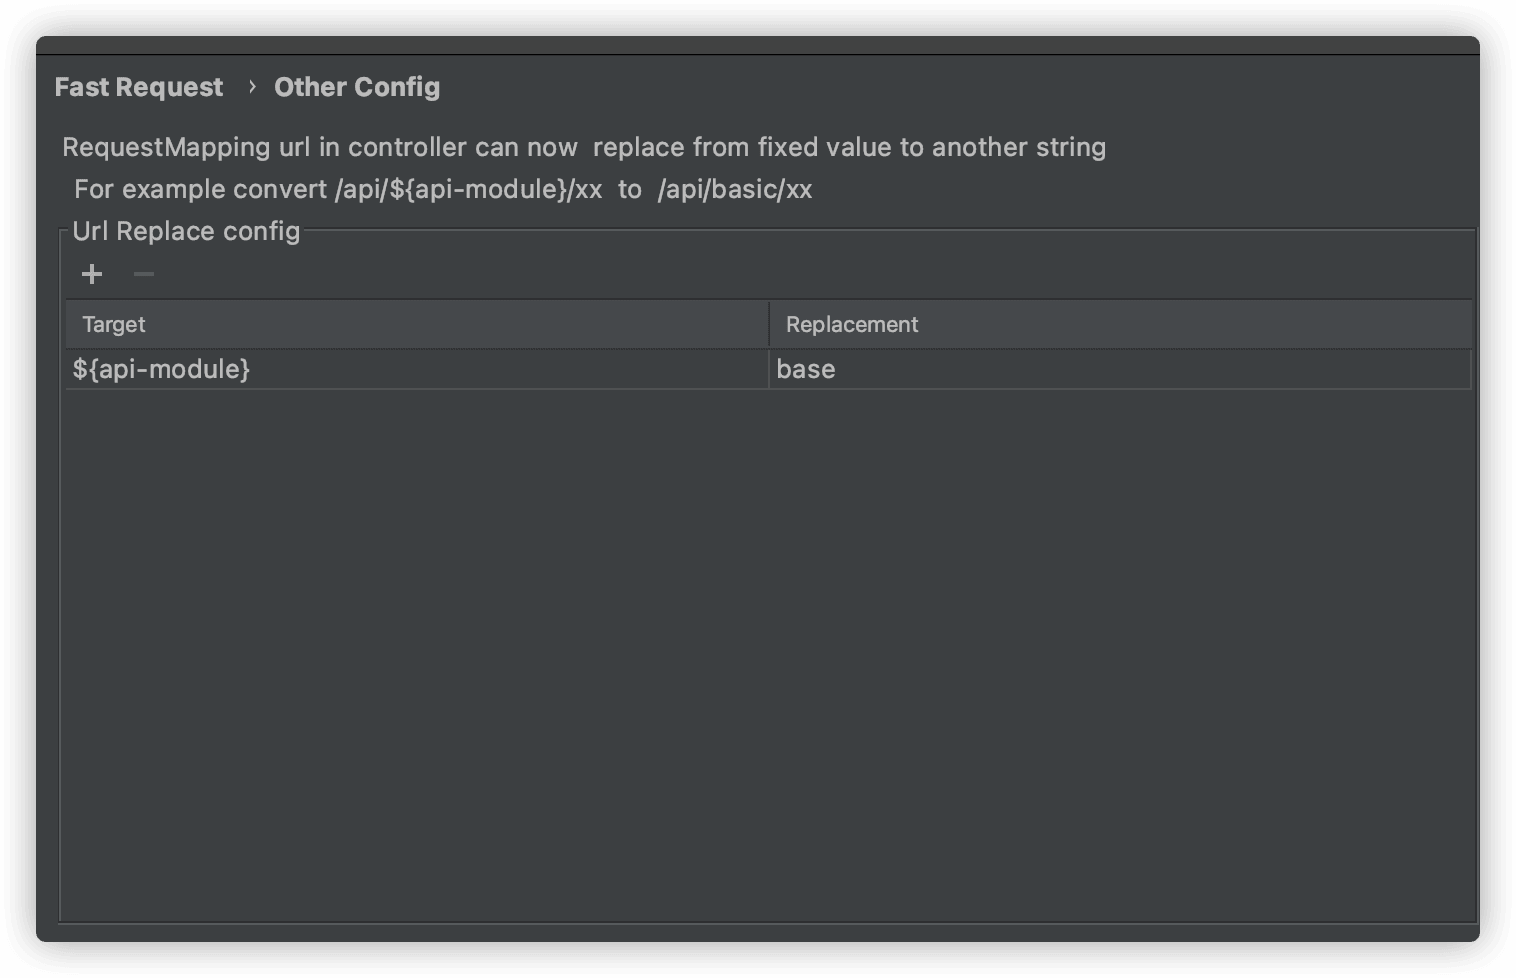 Fast Request › Other Config
RequestMapping url in controller can now  replace from fixed value to another string
For example convert /api/${api-module}/xx  to  /api/basic/xx
Url Replace config
Target Replacement
${api-module} base